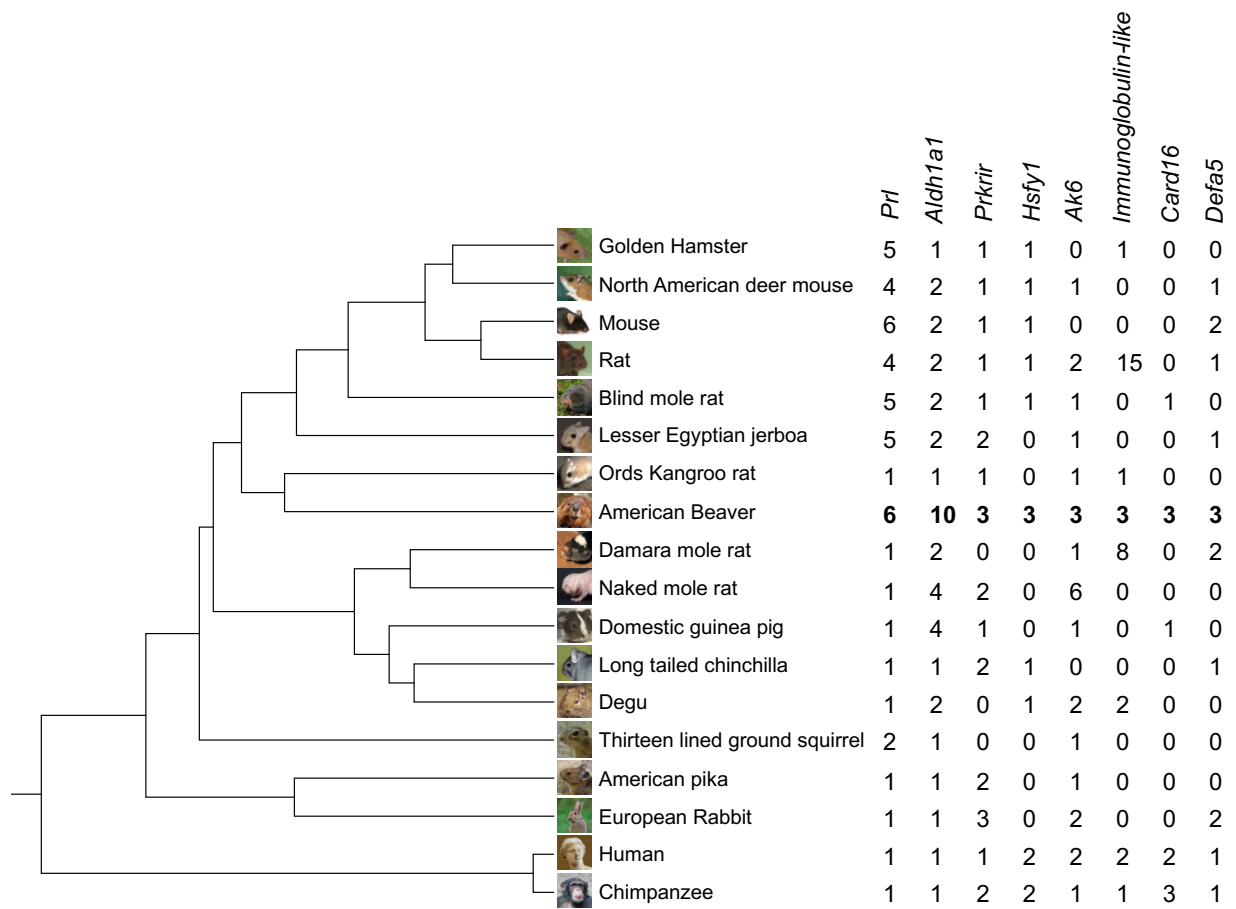 Prl Aldh1a1 Prkrir Hsfy1 Ak6 Immunoglobulin-like Card16 Defa5
Golden Hamster 5 1 1 1 0 1 0 0
North American deer mouse 4 2 1 1 1 0 0 1
Mouse 6 2 1 1 0 0 0 2
Rat 4 2 1 1 2 15 0 1
Blind mole rat 5 2 1 1 1 0 1 0
Lesser Egyptian jerboa 5 2 2 0 1 0 0 1
Ords Kangroo rat 1 1 1 0 1 1 0 0
American Beaver 6 10 3 3 3 3 3 3
Damara mole rat 1 2 0 0 1 8 0 2
Naked mole rat 1 4 2 0 6 0 0 0
Domestic guinea pig 1 4 1 0 1 0 1 0
Long tailed chinchilla 1 1 2 1 0 0 0 1
Degu 1 2 0 1 2 2 0 0
Thirteen lined ground squirrel 2 1 0 0 1 0 0 0
American pika 1 1 2 0 1 0 0 0
European Rabbit 1 1 3 0 2 0 0 2
Human 1 1 1 2 2 2 2 1
Chimpanzee 1 1 2 2 1 1 3 1